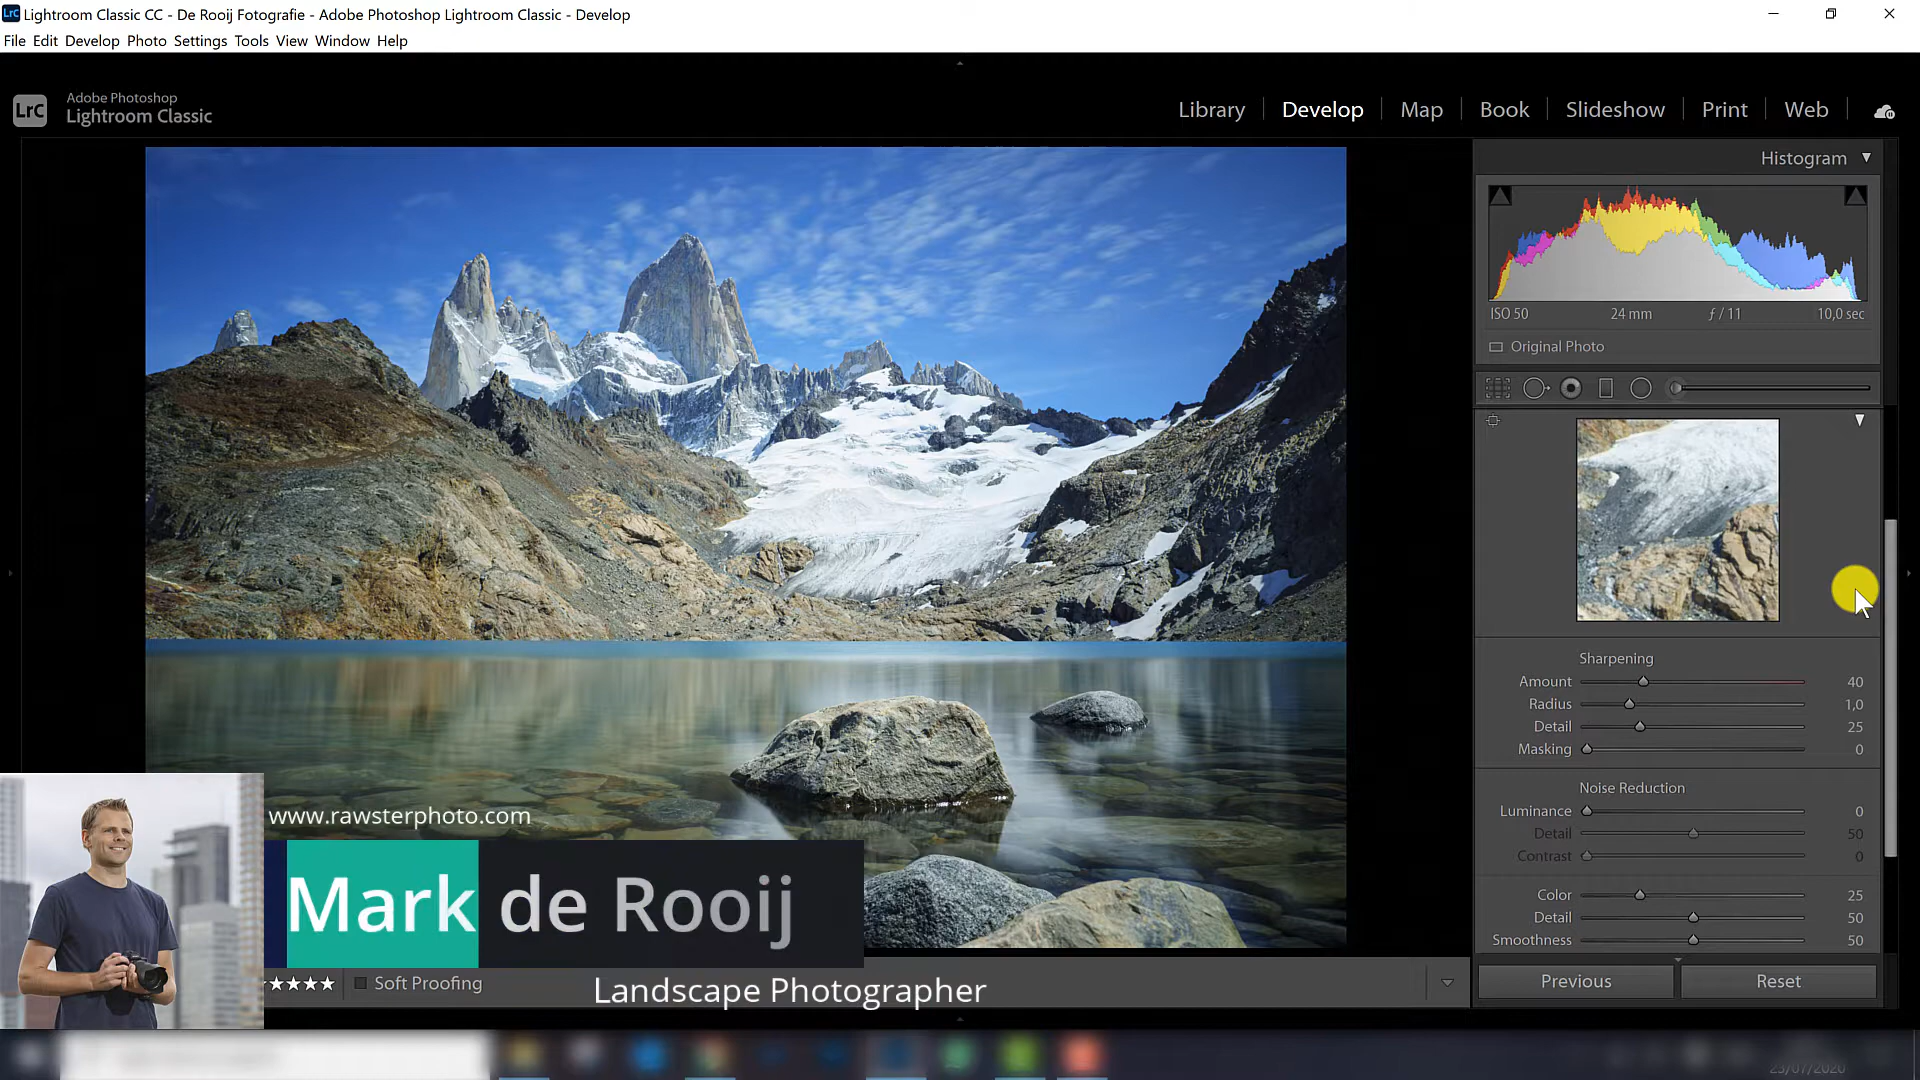 Lightroom Classic CC - De Rooij Fotografie - Adobe Photoshop Lightroom Classic - Develop
File Edit Develop Photo Settings Tools View Window Help
LrC
Adobe Photoshop
Lightroom Classic
Library Develop Map Book Slideshow Print Web
Histogram
ISO 50 24 mm ƒ / 11 10,0 sec
Original Photo
Sharpening
Amount 40
Radius 1,0
Detail 25
Masking 0
Noise Reduction
Luminance 0
Detail 50
Contrast 0
Color 25
Detail 50
Smoothness 50
Previous Reset
www.rawsterphoto.com
Mark de Rooij
Landscape Photographer
Soft Proofing
23/07/2020